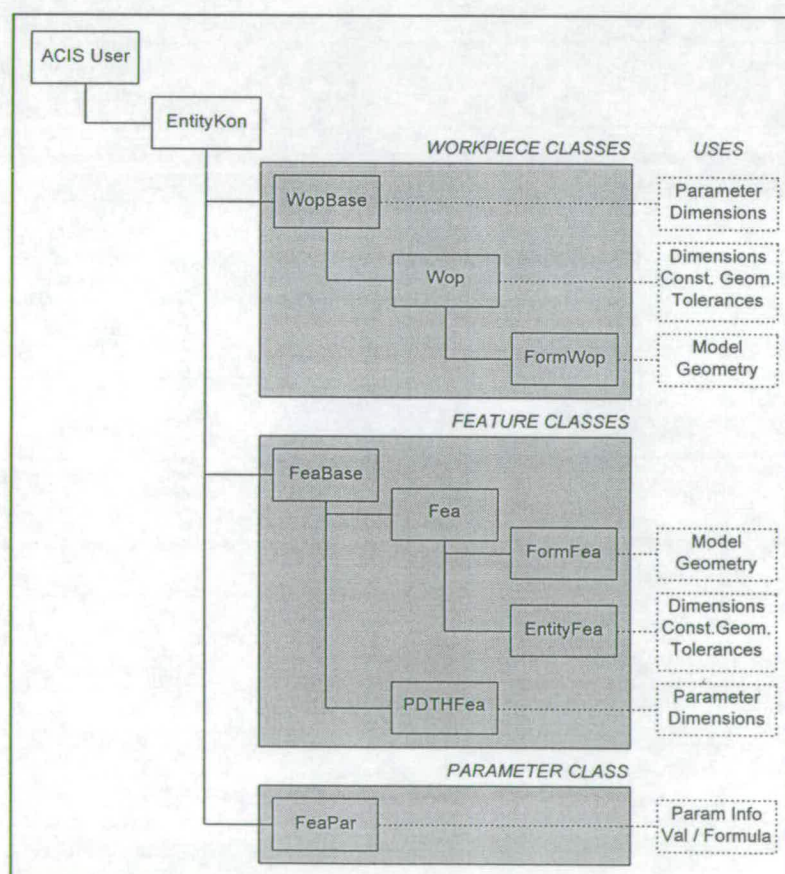 ACIS User
EntityKon
WORKPIECE CLASSES USES
WopBase
Parameter
Dimensions
Wop
Dimensions
Const. Geom.
Tolerances
FormWop
Model
Geometry
FEATURE CLASSES
FeaBase
Fea
FormFea
Model
Geometry
EntityFea
Dimensions
Const.Geom.
Tolerances
PDTHFea
Parameter
Dimensions
PARAMETER CLASS
FeaPar
Param Info
Val / Formula